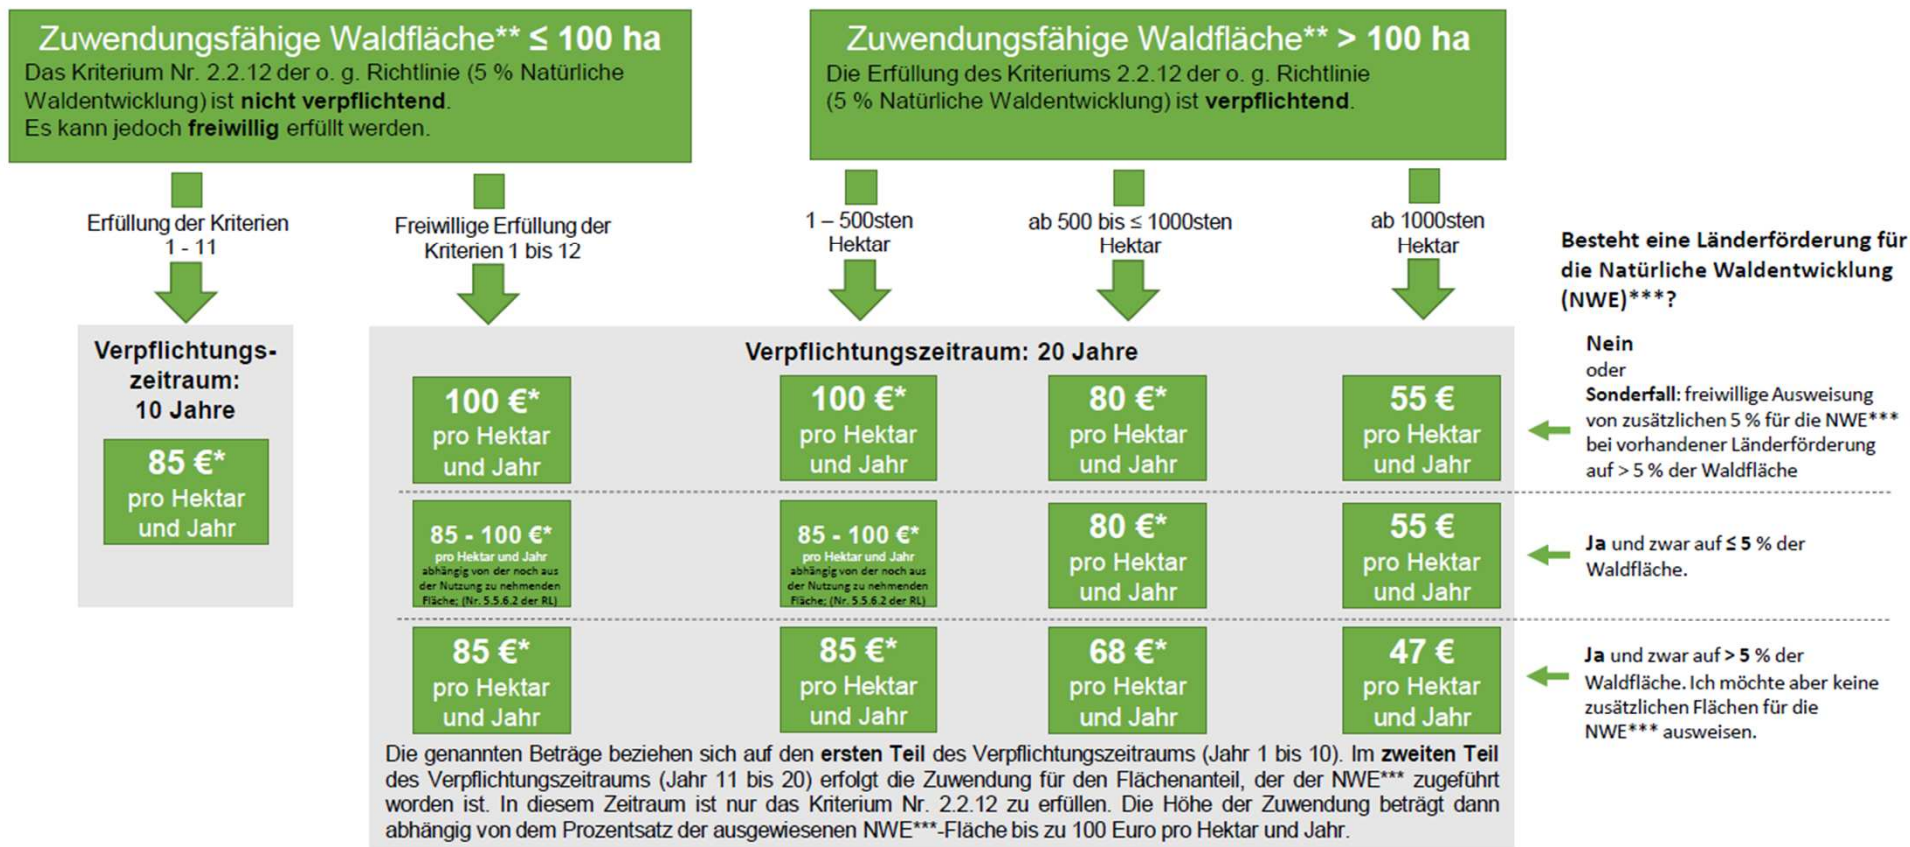 Zuwendungsfähige Waldfläche** ≤ 100 ha
Das Kriterium Nr. 2.2.12 der o. g. Richtlinie (5 % Natürliche
Waldentwicklung) ist nicht verpflichtend.
Es kann jedoch freiwillig erfüllt werden.
Zuwendungsfähige Waldfläche** > 100 ha
Die Erfüllung des Kriteriums 2.2.12 der o. g. Richtlinie
(5 % Natürliche Waldentwicklung) ist verpflichtend.
Erfüllung der Kriterien
1 - 11
Freiwillige Erfüllung der
Kriterien 1 bis 12
1 – 500sten
Hektar
ab 500 bis ≤ 1000sten
Hektar
ab 1000sten
Hektar
Besteht eine Länderförderung für
die Natürliche Waldentwicklung
(NWE)***?
Verpflichtungs-
zeitraum:
10 Jahre
85 €*
pro Hektar
und Jahr
Verpflichtungszeitraum: 20 Jahre
100 €*
pro Hektar
und Jahr
100 €*
pro Hektar
und Jahr
80 €*
pro Hektar
und Jahr
55 €
pro Hektar
und Jahr
Nein
oder
Sonderfall: freiwillige Ausweisung
von zusätzlichen 5 % für die NWE***
bei vorhandener Länderförderung
auf > 5 % der Waldfläche
85 - 100 €*
pro Hektar und Jahr
abhängig von der noch aus
der Nutzung zu nehmenden
Fläche; (Nr. 5.5.6.2 der RL)
85 - 100 €*
pro Hektar und Jahr
abhängig von der noch aus
der Nutzung zu nehmenden
Fläche; (Nr. 5.5.6.2 der RL)
80 €*
pro Hektar
und Jahr
55 €
pro Hektar
und Jahr
Ja und zwar auf ≤ 5 % der
Waldfläche.
85 €*
pro Hektar
und Jahr
85 €*
pro Hektar
und Jahr
68 €*
pro Hektar
und Jahr
47 €
pro Hektar
und Jahr
Ja und zwar auf > 5 % der
Waldfläche. Ich möchte aber keine
zusätzlichen Flächen für die
NWE*** ausweisen.
Die genannten Beträge beziehen sich auf den ersten Teil des Verpflichtungszeitraums (Jahr 1 bis 10). Im zweiten Teil
des Verpflichtungszeitraums (Jahr 11 bis 20) erfolgt die Zuwendung für den Flächenanteil, der der NWE*** zugeführt
worden ist. In diesem Zeitraum ist nur das Kriterium Nr. 2.2.12 zu erfüllen. Die Höhe der Zuwendung beträgt dann
abhängig von dem Prozentsatz der ausgewiesenen NWE***-Fläche bis zu 100 Euro pro Hektar und Jahr.